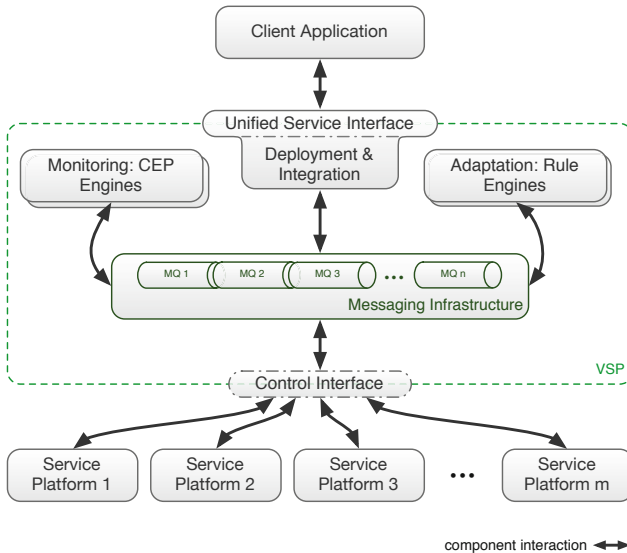 Client Application
Unified Service Interface
Deployment &
Integration
Monitoring: CEP
Engines
Adaptation: Rule
Engines
MQ 1
MQ 2
MQ 3
...
MQ n
Messaging Infrastructure
VSP
Control Interface
Service
Platform 1
Service
Platform 2
Service
Platform 3
...
Service
Platform m
component interaction